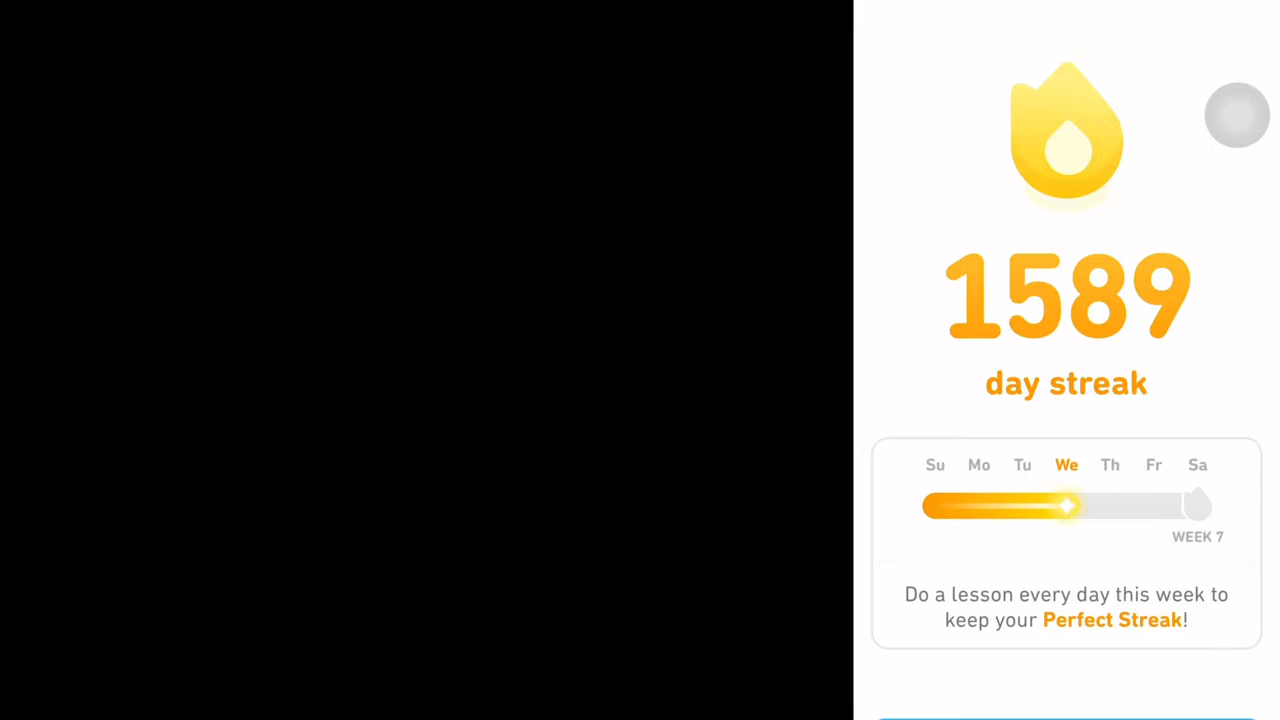 1589
day streak
Su Mo Tu We Th Fr Sa
WEEK 7
Do a lesson every day this week to
keep your Perfect Streak!